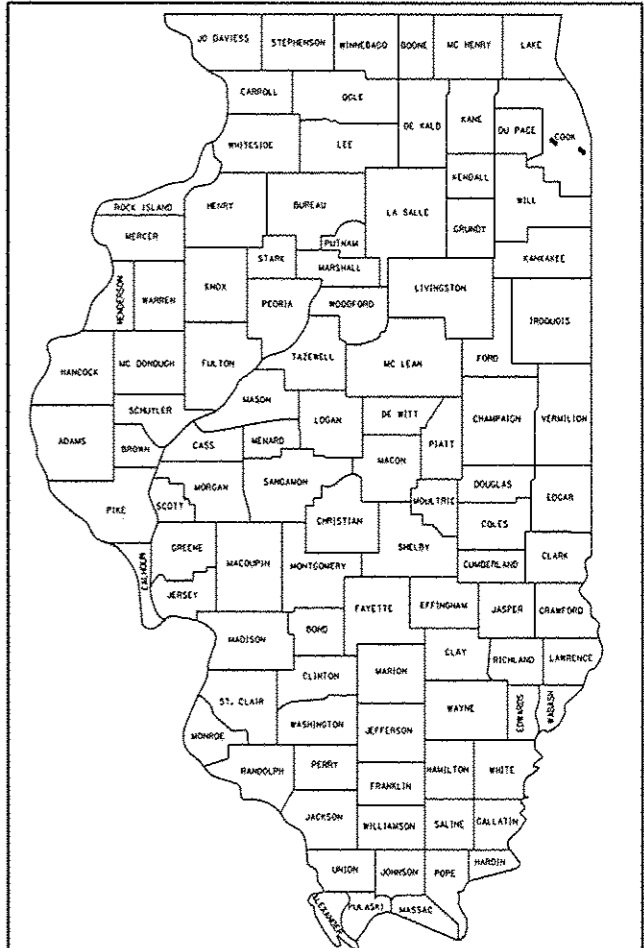 JO DAVIESS STEPHENSON WINNEBAGO BOONE MC HENRY LAKE
CARROLL OGLE DE KALB KANE DU PAGE COOK
WHITESIDE LEE KENDALL WILL
ROCK ISLAND HENRY BUREAU LA SALLE GRUNDY
MERCER PUTNAM KANKAKEE
STARK MARSHALL
HENDERSON WARREN KNOX PEORIA WOODFORD LIVINGSTON IROQUOIS
HANCOCK MC DONOUGH FULTON TAZEWELL MC LEAN FORD
MASON
SCHUYLER LOGAN DE WITT CHAMPAIGN VERMILION
ADAMS BROWN CASS MENARD PIATT
MACON
MORGAN SANGAMON DOUGLAS EDGAR
PIKE SCOTT CHRISTIAN MOULTRIE COLES
GREENE MACOUPIN MONTGOMERY SHELBY CUMBERLAND CLARK
CALHOUN JERSEY
FAYETTE EFFINGHAM JASPER CRAWFORD
MADISON BOND
CLAY RICHLAND LAWRENCE
CLINTON MARION
ST. CLAIR WAYNE EDWARDS WABASH
WASHINGTON JEFFERSON
MONROE
RANDOLPH PERRY HAMILTON WHITE
FRANKLIN
JACKSON WILLIAMSON SALINE GALLATIN
UNION JOHNSON POPE HARDIN
ALEXANDER PULASKI MASSAC